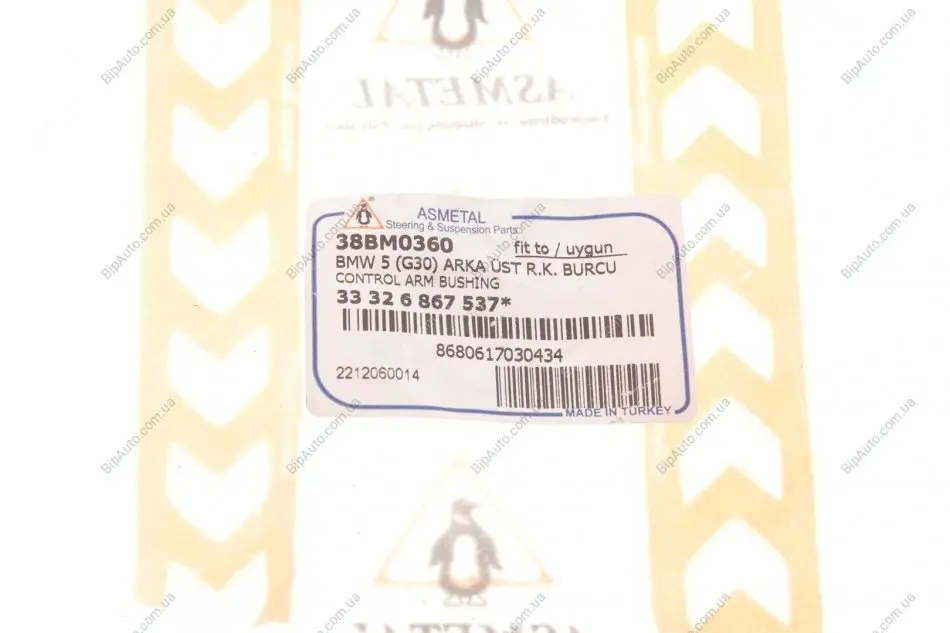 ASMETAL
ASMETAL
Steering & Suspension Parts
38BM0360 fit to / uygun
BMW 5 (G30) ARKA ÜST R.K. BURCU
CONTROL ARM BUSHING
33 32 6 867 537*
8680617030434
2212060014
MADE IN TURKEY
ASMETAL
BipAuto.com.ua